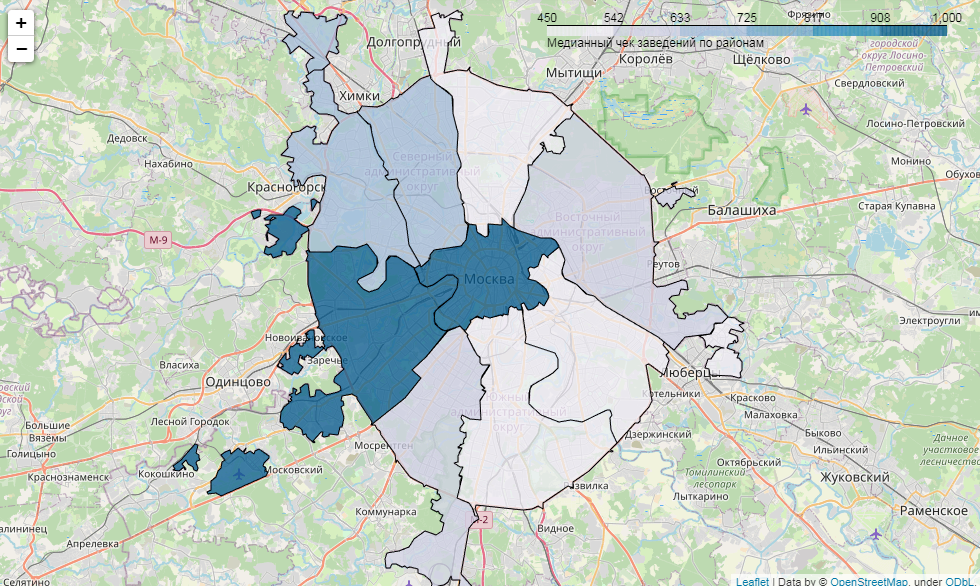 +
−
450 542 633 725 817 908 1,000
Медианный чек заведений по районам
Фрязино
Долгопрудный
городской
округ Лосино
-Петровский
Королёв
Щёлково
Мытищи
Свердловский
Химки
Лосино-Петровский
Дедовск
Нахабино
Северный
административный
округ
Монино
Обухов
Красногорск
Восточный
Старая Купавна
Балашиха
Восточный
административный
округ
М-9
Москва
Реутов
Электроугли
Новоивановское
Заречье
Власиха
Одинцово
Люберцы
Котельники
Красково
Малаховка
Южный
административный
округ
Лесной Городок
Большие
Вязёмы
Голицыно
Мосрентген
Дзержинский
Быково
Ильинский
Дачное
участковое
лесничество
Кокошкино
Московский
Краснознаменск
Октябрьский
Томилинский
лесопарк
Жуковский
Лыткарино
Коммунарка
Видное
Раменское
Апрелевка
Селятино
Leaflet | Data by © OpenStreetMap, under ODbL